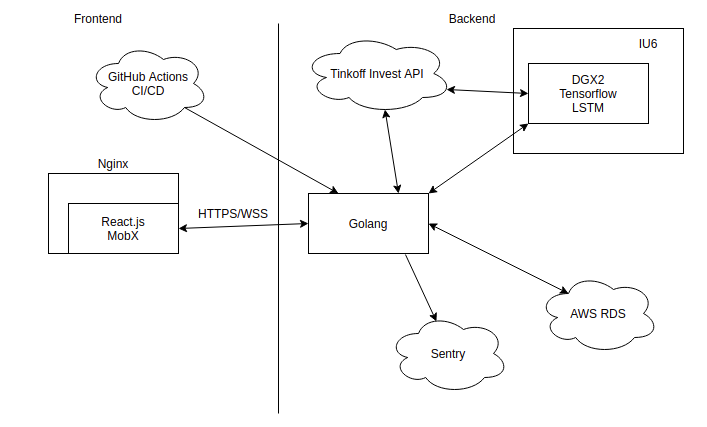 Frontend
Backend
GitHub Actions
CI/CD
Tinkoff Invest API
IU6
DGX2
Tensorflow
LSTM
Nginx
React.js
MobX
HTTPS/WSS
Golang
AWS RDS
Sentry